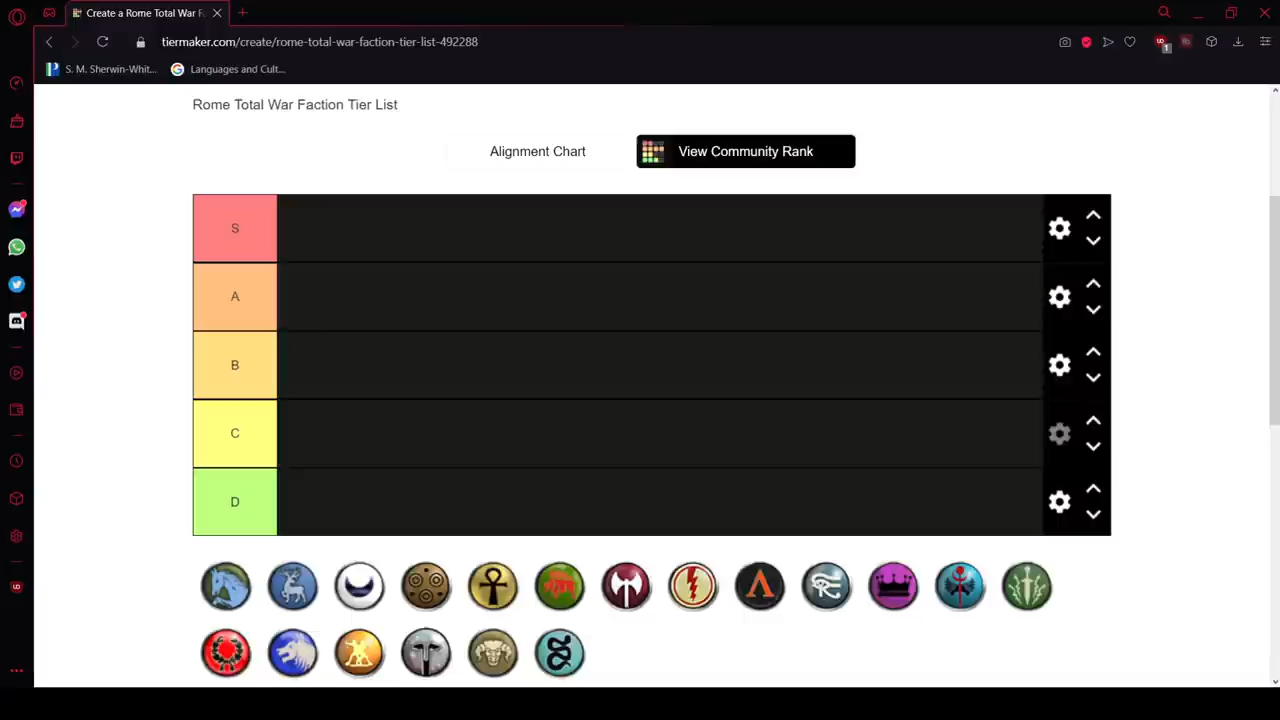 Create a Rome Total War F
tiermaker.com/create/rome-total-war-faction-tier-list-492288
1
S. M. Sherwin-Whit...
Languages and Cult...
Rome Total War Faction Tier List
Alignment Chart
View Community Rank
S
A
B
C
D